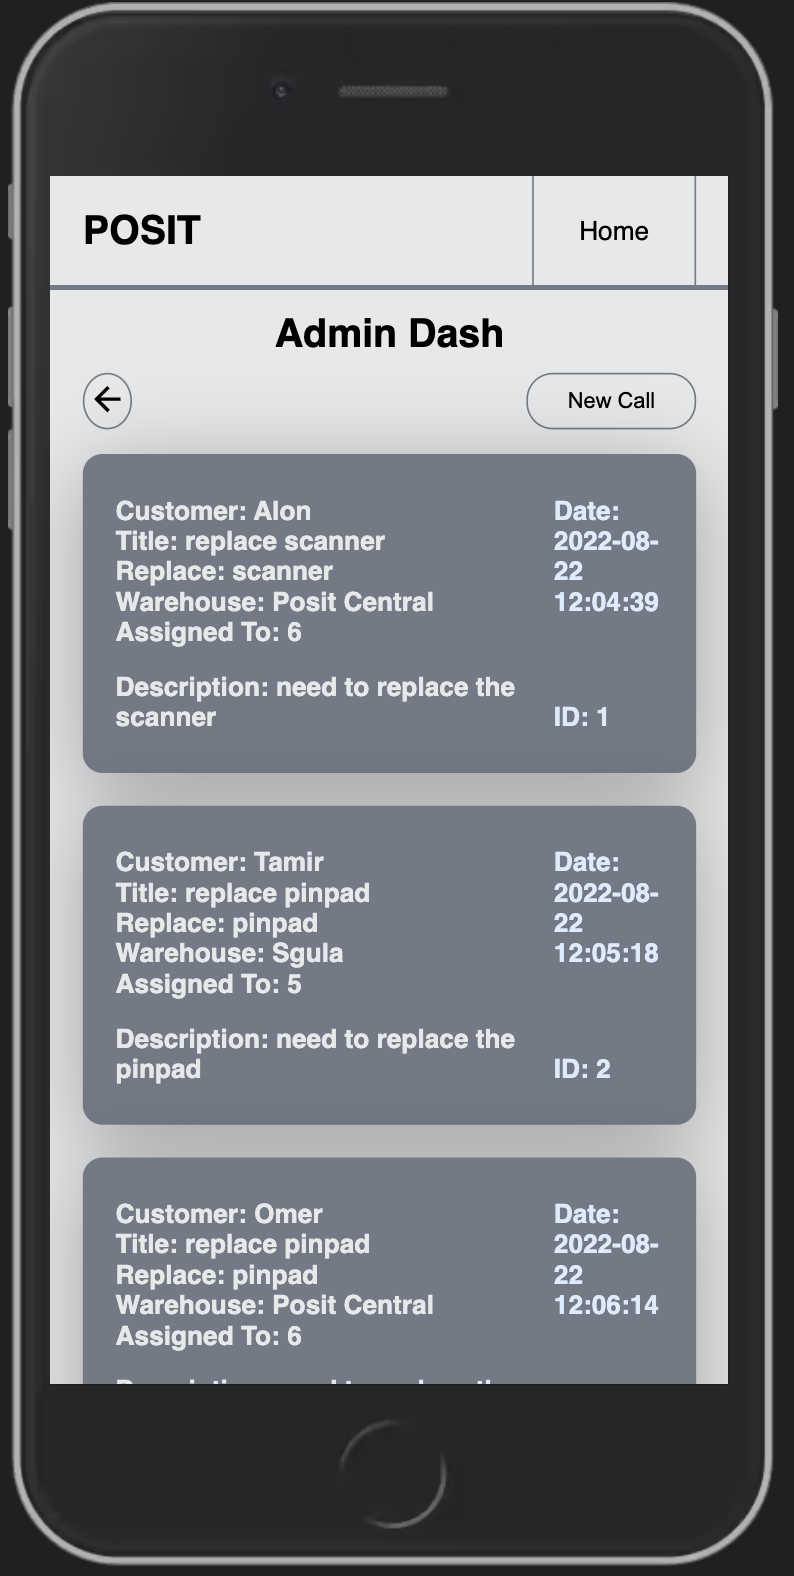 POSIT
Home
Admin Dash
New Call
Customer: Alon
Title: replace scanner
Replace: scanner
Warehouse: Posit Central
Assigned To: 6
Description: need to replace the
scanner
Date:
2022-08-
22
12:04:39
ID: 1
Customer: Tamir
Title: replace pinpad
Replace: pinpad
Warehouse: Sgula
Assigned To: 5
Description: need to replace the
pinpad
Date:
2022-08-
22
12:05:18
ID: 2
Customer: Omer
Title: replace pinpad
Replace: pinpad
Warehouse: Posit Central
Assigned To: 6
Date:
2022-08-
22
12:06:14